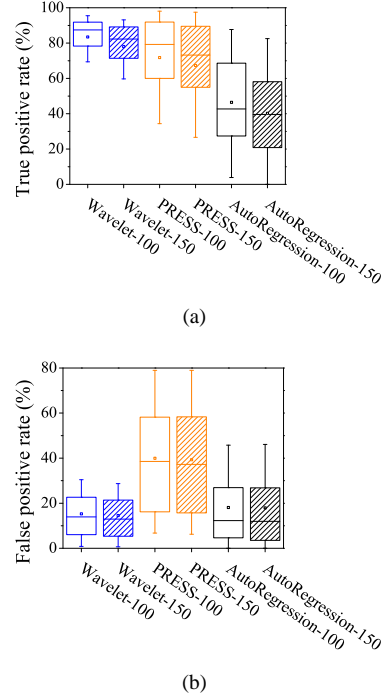 True positive rate (%)
100
80
60
40
20
0
Wavelet-100
Wavelet-150
PRESS-100
PRESS-150
AutoRegression-100
AutoRegression-150
(a)
False positive rate (%)
80
60
40
20
0
Wavelet-100
Wavelet-150
PRESS-100
PRESS-150
AutoRegression-100
AutoRegression-150
(b)